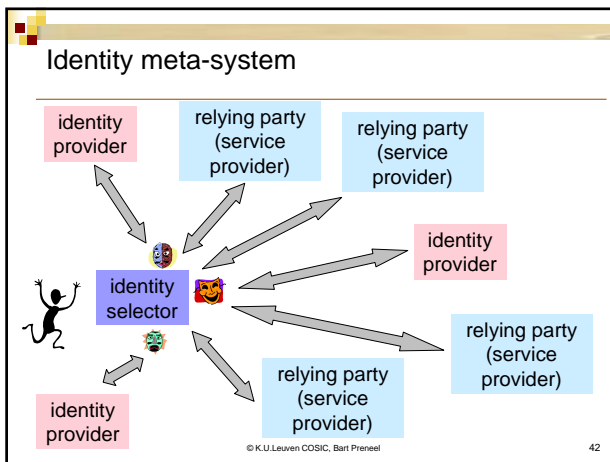 Identity meta-system
identity
provider
relying party
(service
provider)
relying party
(service
provider)
identity
provider
identity
selector
relying party
(service
provider)
relying party
(service
provider)
identity
provider
© K.U.Leuven COSIC, Bart Preneel
42